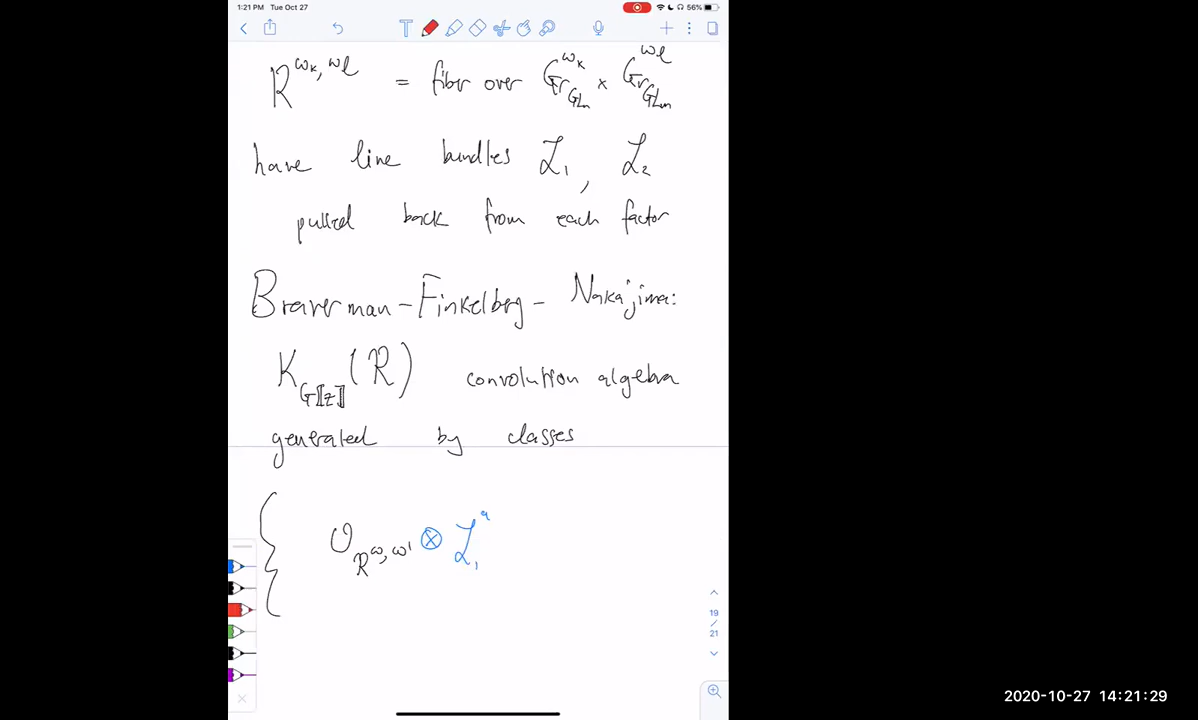 1:21 PM Tue Oct 27
56%
R^{ω_k, ω_l} = fiber over Gr^{ω_k}_{GL_n} × Gr^{ω_l}_{GL_m}
have line bundles ℒ_1, ℒ_2
pulled back from each factor
Braverman-Finkelberg-Nakajima:
K_{G[[z]]}(R) convolution algebra
generated by classes
{ O_{R^{ω,ω'}} ⊗ ℒ_1^a
19
/
21
2020-10-27 14:21:29